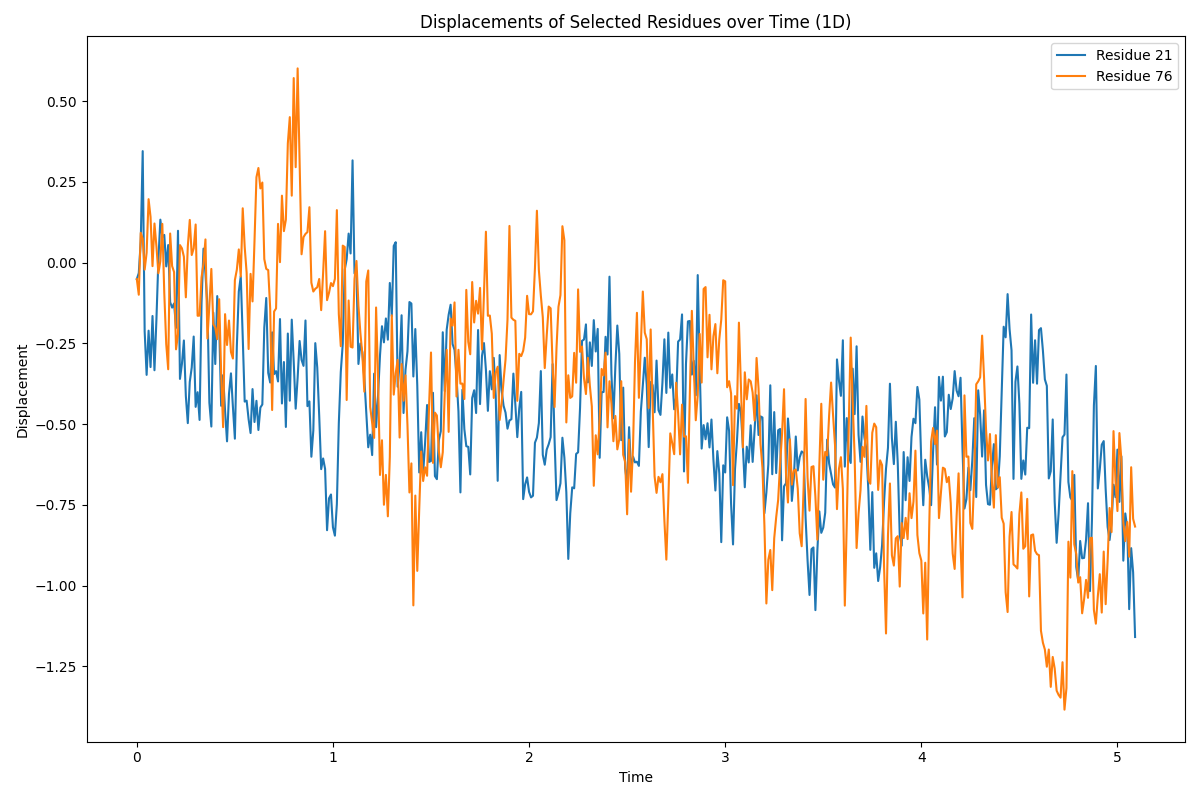 Displacements of Selected Residues over Time (1D)
Residue 21
Residue 76
Displacement
0.50
0.25
0.00
−0.25
−0.50
−0.75
−1.00
−1.25
0 1 2 3 4 5
Time